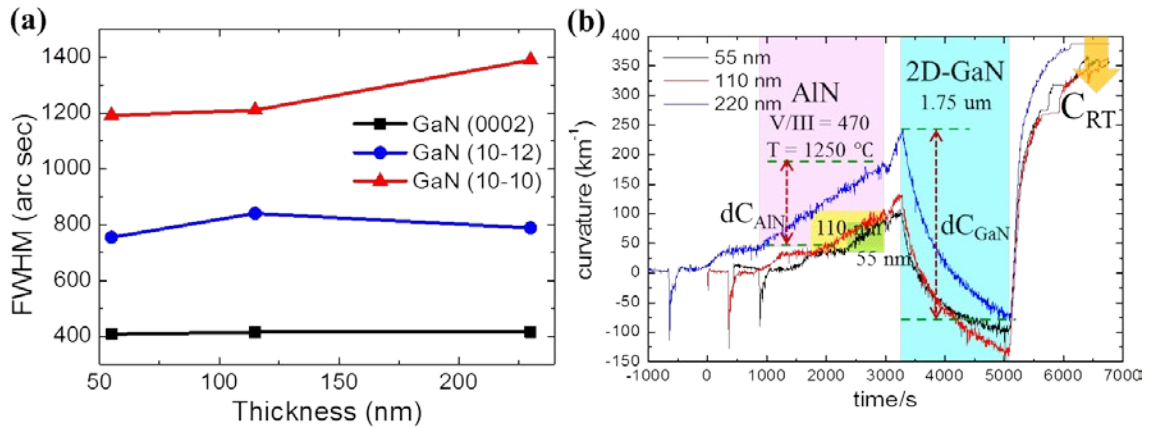 (a)
1400
1200
1000
800
600
400
FWHM (arc sec)
GaN (0002)
GaN (10-12)
GaN (10-10)
50
100
150
200
Thickness (nm)
(b)
400
350
300
250
200
150
100
50
0
-50
-100
-150
curvature (km⁻¹)
55 nm
110 nm
220 nm
AlN
V/III = 470
T = 1250 ℃
2D-GaN
1.75 um
C_RT
dC_AlN
110 nm
55 nm
dC_GaN
-1000
0
1000
2000
3000
4000
5000
6000
7000
time/s